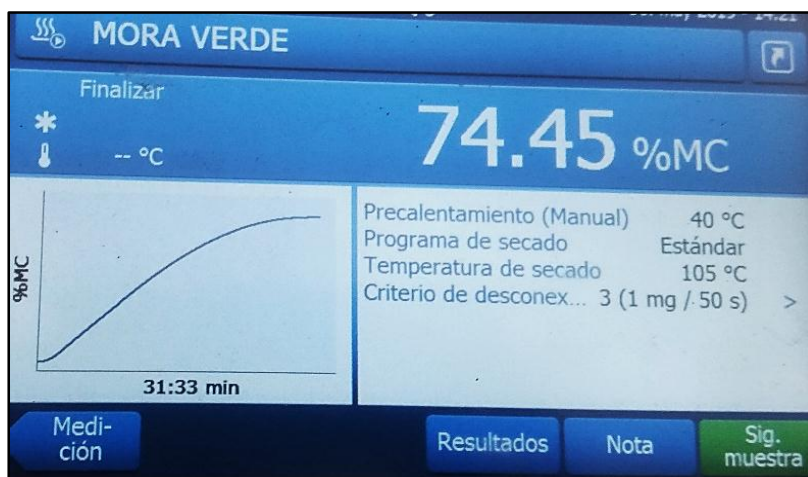 MORA VERDE
Finalizar
-- °C
74.45 %MC
Precalentamiento (Manual) 40 °C
Programa de secado Estándar
Temperatura de secado 105 °C
Criterio de desconex... 3 (1 mg / 50 s) >
%MC
31:33 min
Medi-
ción
Resultados
Nota
Sig.
muestra